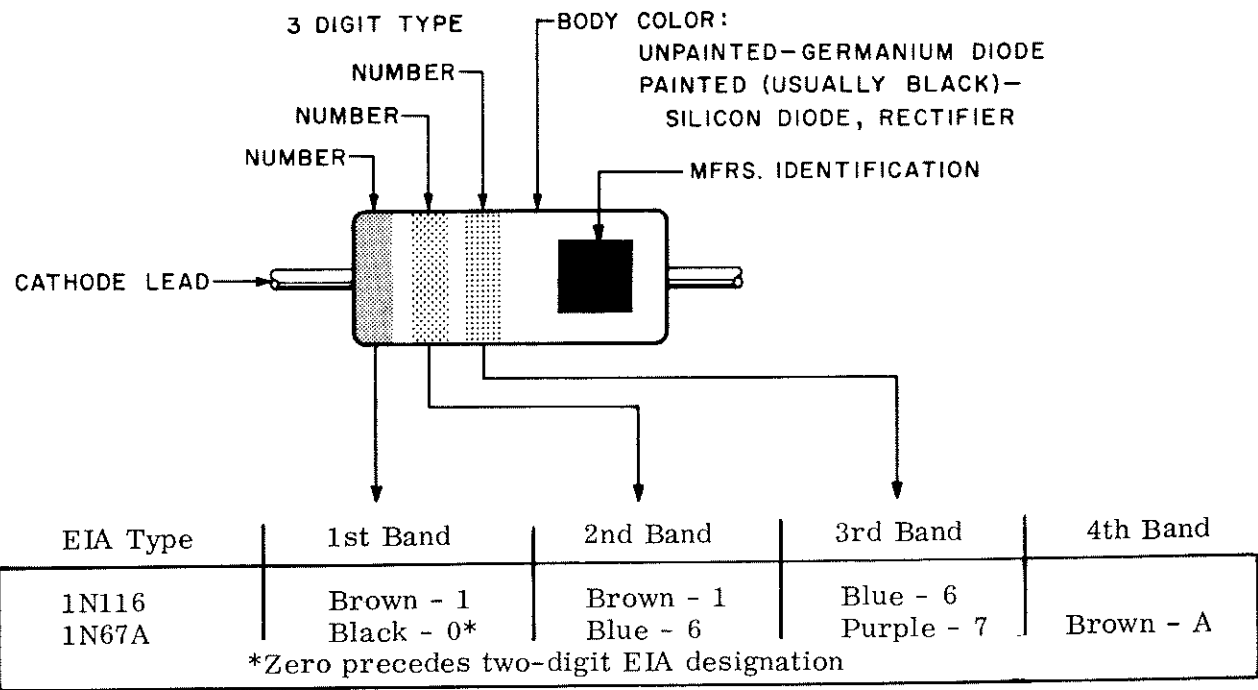 3 DIGIT TYPE
NUMBER
NUMBER
NUMBER
BODY COLOR:
UNPAINTED-GERMANIUM DIODE
PAINTED (USUALLY BLACK)-
SILICON DIODE, RECTIFIER
MFRS. IDENTIFICATION
CATHODE LEAD
EIA Type 1st Band 2nd Band 3rd Band 4th Band
1N116 Brown - 1 Brown - 1 Blue - 6
1N67A Black - 0* Blue - 6 Purple - 7 Brown - A
*Zero precedes two-digit EIA designation